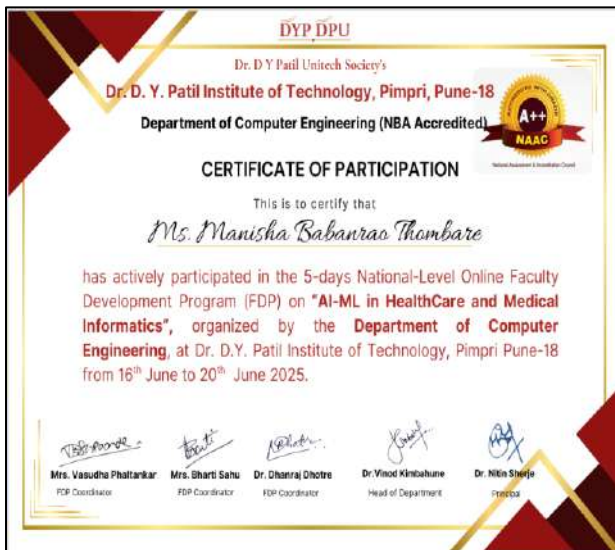 DYP DPU
Dr. D Y Patil Unitech Society's
Dr. D. Y. Patil Institute of Technology, Pimpri, Pune-18
Department of Computer Engineering (NBA Accredited)
A++
NAAC
National Assessment & Accreditation Council
CERTIFICATE OF PARTICIPATION
This is to certify that
Ms. Manisha Babanrao Thombare
has actively participated in the 5-days National-Level Online Faculty
Development Program (FDP) on "AI-ML in HealthCare and Medical
Informatics", organized by the Department of Computer
Engineering, at Dr. D.Y. Patil Institute of Technology, Pimpri Pune-18
from 16th June to 20th June 2025.
Mrs. Vasudha Phaltankar Mrs. Bharti Sahu Dr. Dhanraj Dhotre Dr.Vinod Kimbahune Dr. Nitin Sherje
FDP Coordinator FDP Coordinator FDP Coordinator Head of Department Principal